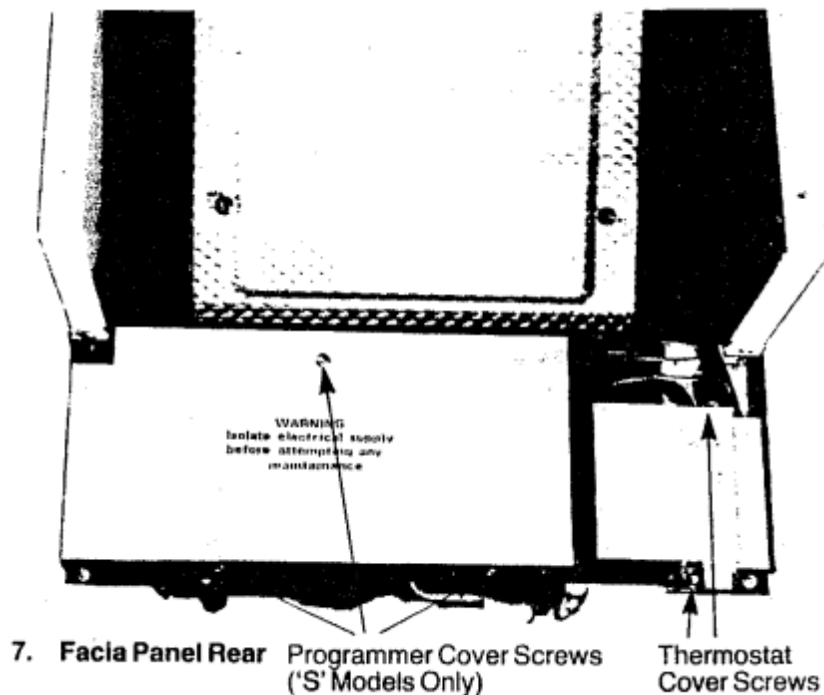 WARNING
Isolate electrical supply
before attempting any
maintainance
7. Facia Panel Rear
Programmer Cover Screws
('S' Models Only)
Thermostat
Cover Screws